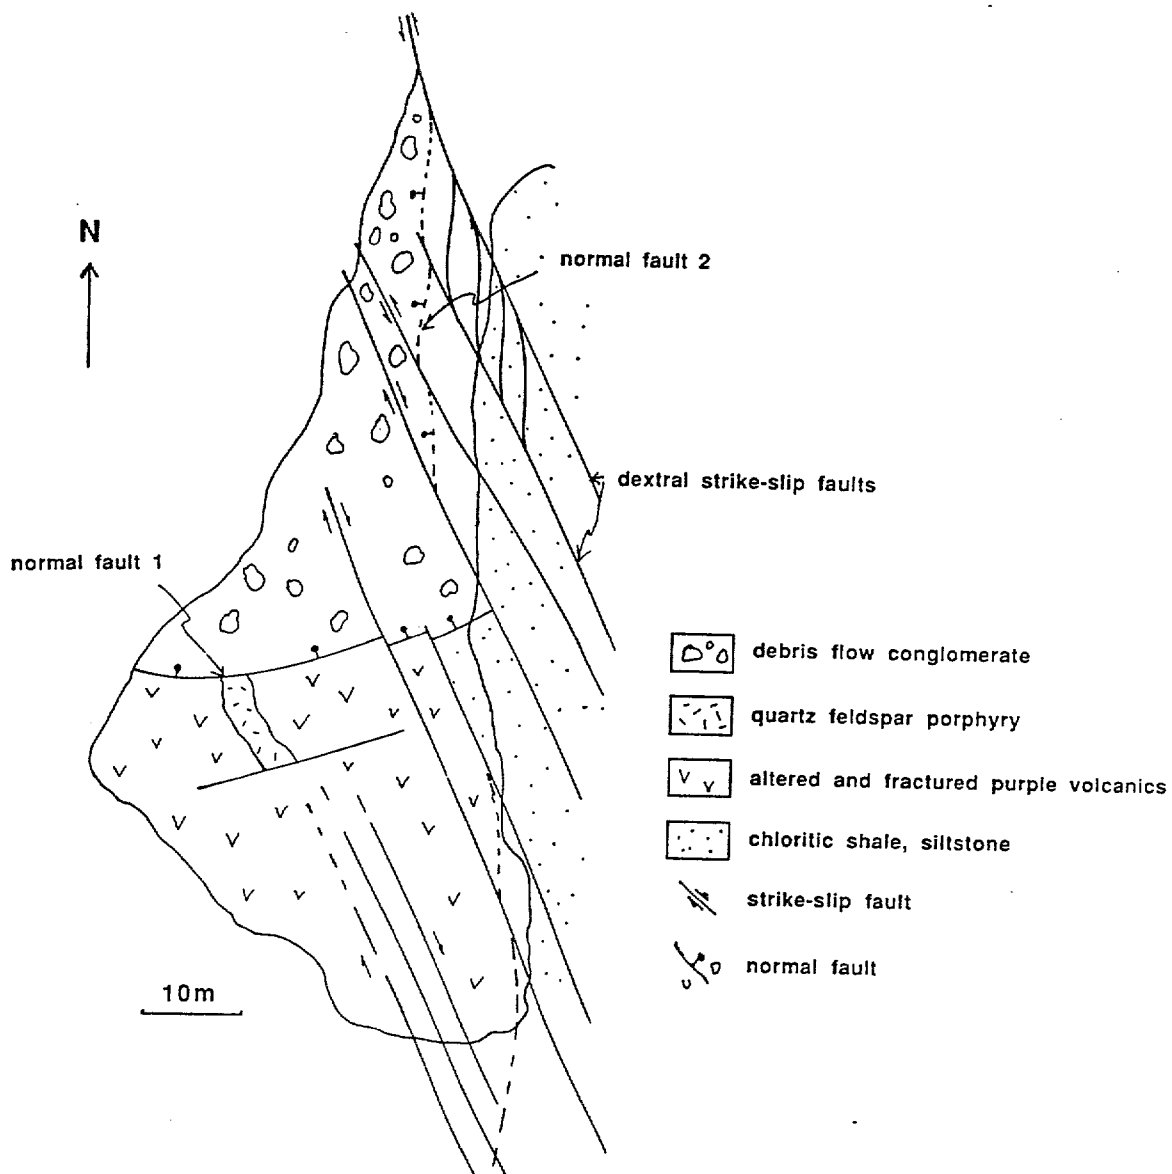 N
normal fault 2
dextral strike-slip faults
normal fault 1
debris flow conglomerate
quartz feldspar porphyry
altered and fractured purple volcanics
chloritic shale, siltstone
strike-slip fault
normal fault
10m